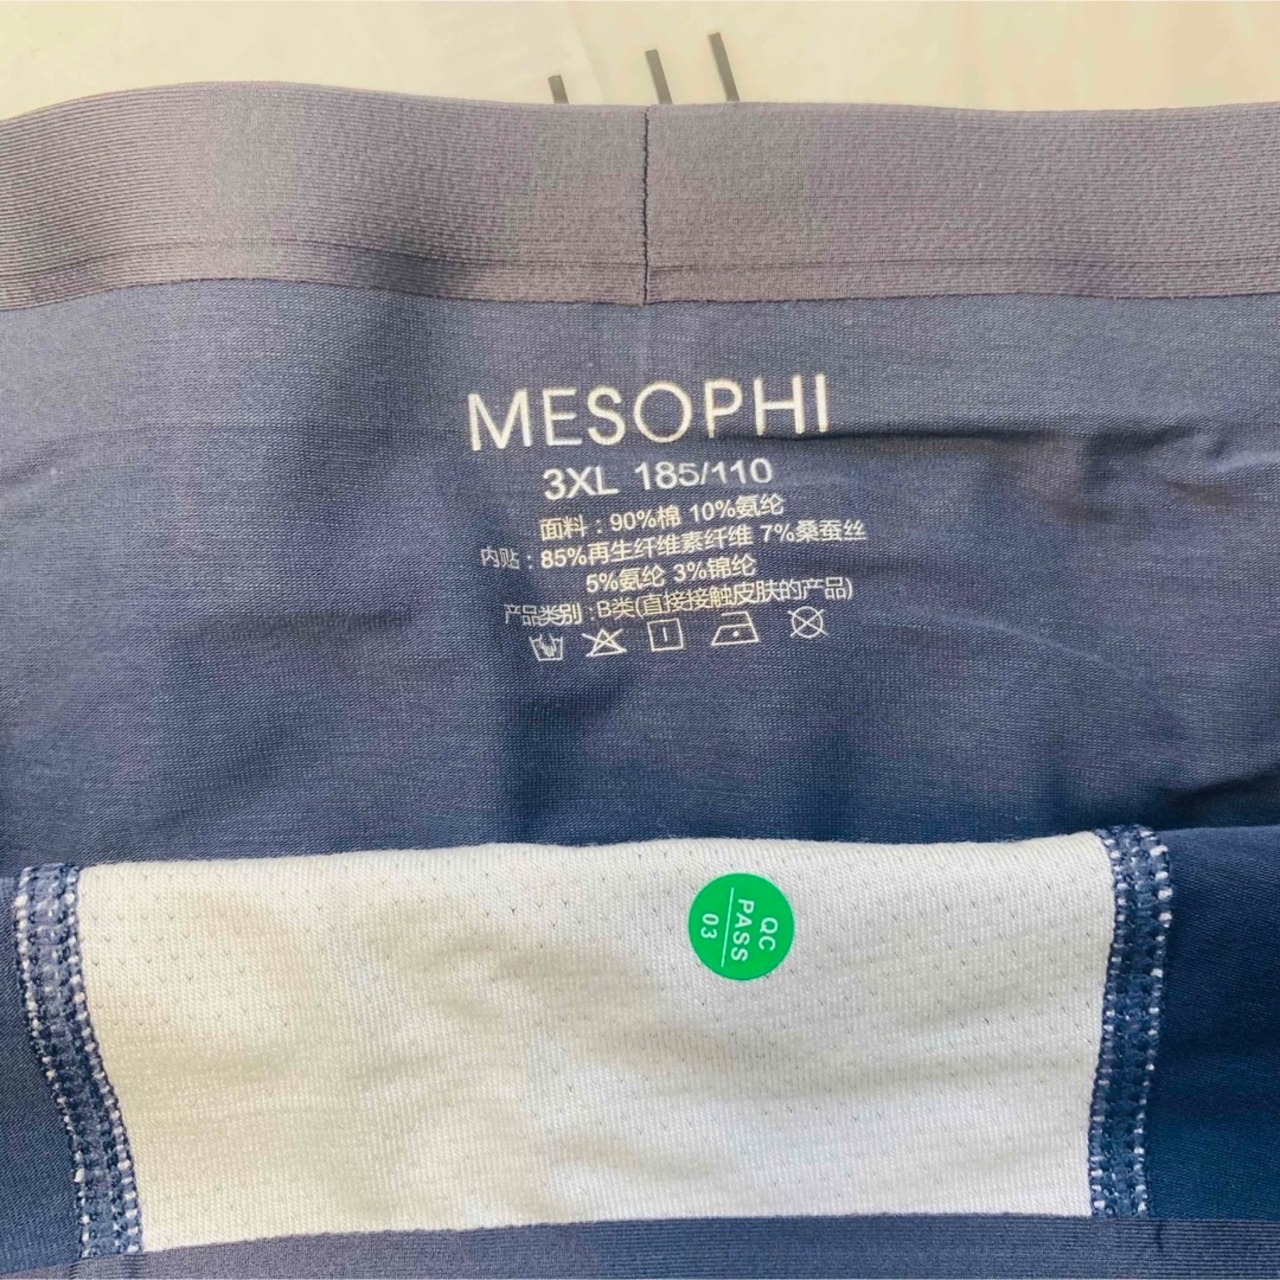 MESOPHI
3XL 185/110
面料：90%棉 10%氨纶
内贴：85%再生纤维素纤维 7%桑蚕丝
5%氨纶 3%锦纶
产品类别：B类(直接接触皮肤的产品)
QC
PASS
03